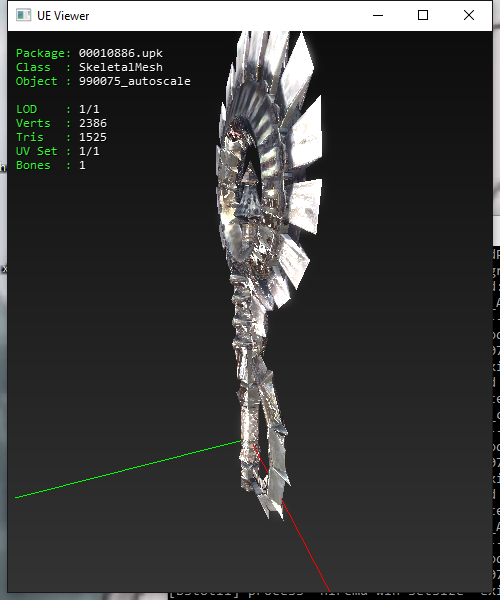 UE Viewer
Package: 00010886.upk
Class : SkeletalMesh
Object : 990075_autoscale
LOD : 1/1
Verts : 2386
Tris : 1525
UV Set : 1/1
Bones : 1